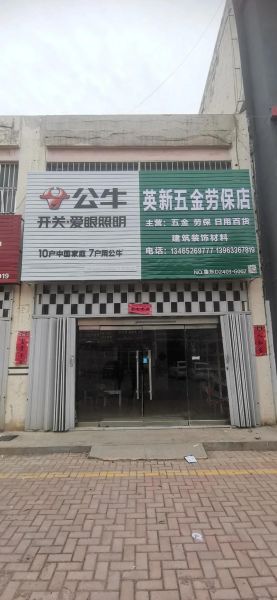 公牛
开关·爱眼照明
10户中国家庭 7户用公牛
英新五金劳保店
主营：五金 劳保 日用百货
建筑装饰材料
电话：13465269777 13963367819